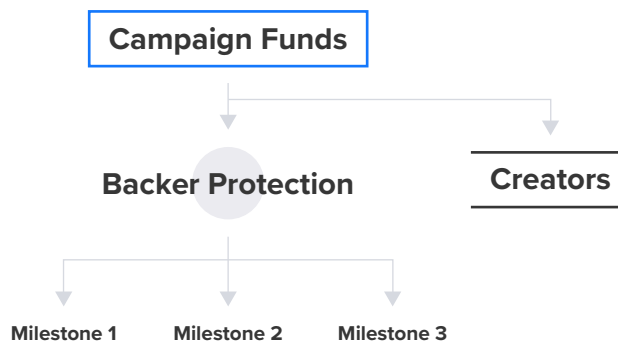 Campaign Funds
Backer Protection
Creators
Milestone 1
Milestone 2
Milestone 3